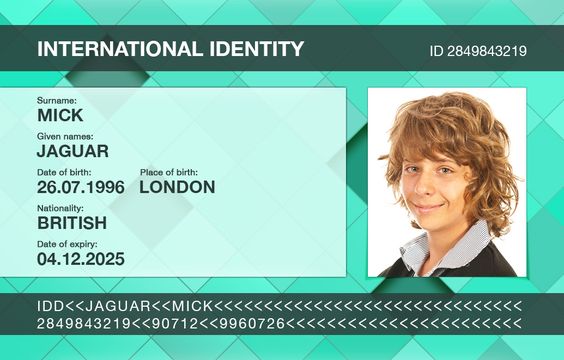 INTERNATIONAL IDENTITY ID 2849843219
Surname:
MICK
Given names:
JAGUAR
Date of birth: Place of birth:
26.07.1996 LONDON
Nationality:
BRITISH
Date of expiry:
04.12.2025
IDD<<JAGUAR<<MICK<<<<<<<<<<<<<<<<<<<<<<<<<<<<
2849843219<<90712<<9960726<<<<<<<<<<<<<<<<<<<<<